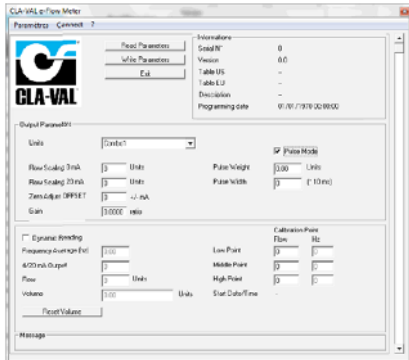 CLA-VAL e-Flow Meter
Parametres Connect ?
CLA-VAL
Read Parameters
Write Parameters
Exit
Informations
Serial N° 0
Version 0.0
Table US -
Table EU -
Description -
Programming date 01/01/1970 00:00:00
Output Parameters
Units Combo1
Pulse Mode
Flow Scaling 0 mA 0 Units Pulse Weight 0.00 Units
Flow Scaling 20 mA 0 Units Pulse Width 0 (* 10 ms)
Zero Adjust OFFSET 0 +/- mA
Gain 0.0000 ratio
Dynamic Reading
Calibration Point
Flow Hz
Frequency Average (hz) 0.00 Low Point 0 0
4/20 mA Output 0 Middle Point 0 0
Flow 0 Units High Point 0 0
Volume 0.00 Units Start Date/Time -
Reset Volume
Message